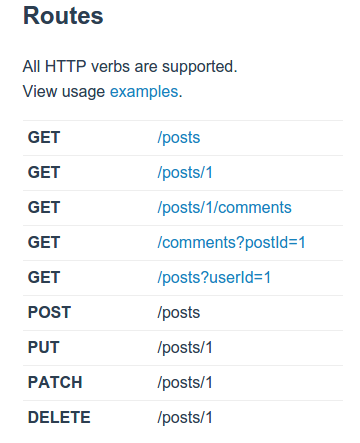 Routes
All HTTP verbs are supported.
View usage examples.
GET /posts
GET /posts/1
GET /posts/1/comments
GET /comments?postId=1
GET /posts?userId=1
POST /posts
PUT /posts/1
PATCH /posts/1
DELETE /posts/1